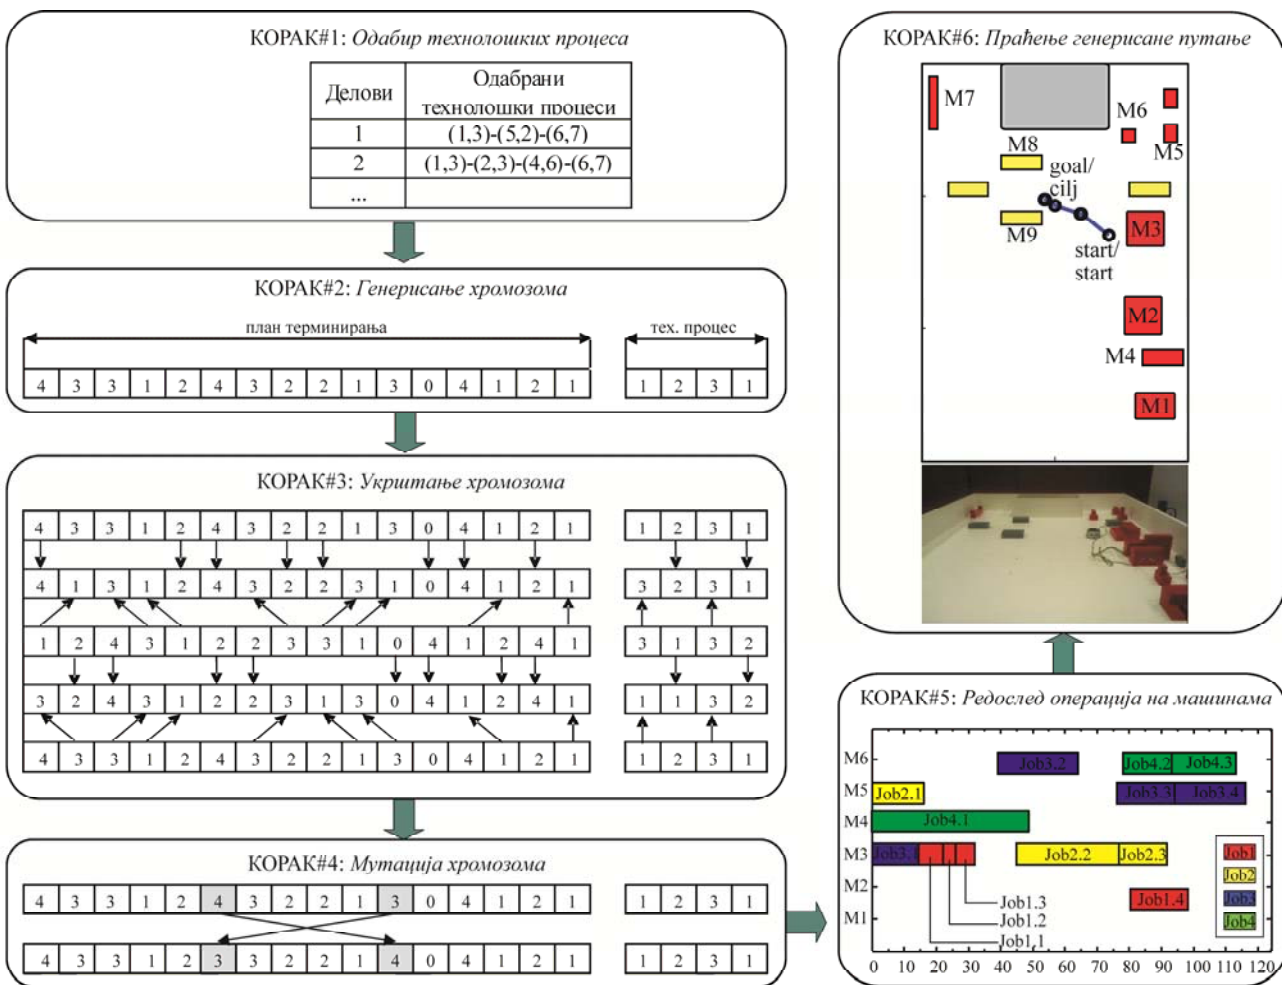 КОРАК#1: Одабир технолошких процеса
Делови
Одабрани
технолошки процеси
1 (1,3)-(5,2)-(6,7)
2 (1,3)-(2,3)-(4,6)-(6,7)
...
КОРАК#2: Генерисање хромозома
план терминирања тех. процес
4 3 3 1 2 4 3 2 2 1 3 0 4 1 2 1 1 2 3 1
КОРАК#3: Укрштање хромозома
4 3 3 1 2 4 3 2 2 1 3 0 4 1 2 1 1 2 3 1
4 1 3 1 2 4 3 2 2 3 1 0 4 1 2 1 3 2 3 1
1 2 4 3 1 2 2 3 3 1 0 4 1 2 4 1 3 1 3 2
3 2 4 3 1 2 2 3 1 3 0 4 1 2 4 1 1 1 3 2
4 3 3 1 2 4 3 2 2 1 3 0 4 1 2 1 1 2 3 1
КОРАК#4: Мутација хромозома
4 3 3 1 2 4 3 2 2 1 3 0 4 1 2 1 1 2 3 1
4 3 3 1 2 3 3 2 2 1 4 0 4 1 2 1 1 2 3 1
КОРАК#5: Редослед операција на машинама
M6 Job3.2 Job4.2 Job4.3
M5 Job2.1 Job3.3 Job3.4
M4 Job4.1
M3 Job3.1 Job2.2 Job2.3
M2 Job1.4
M1
Job1.3
Job1.2
Job1.1
Job1
Job2
Job3
Job4
0 10 20 30 40 50 60 70 80 90 100 110 120
КОРАК#6: Праћење генерисане путање
M7
M6
M5
M8
goal/
cilj
M9
M3
start/
start
M2
M4
M1